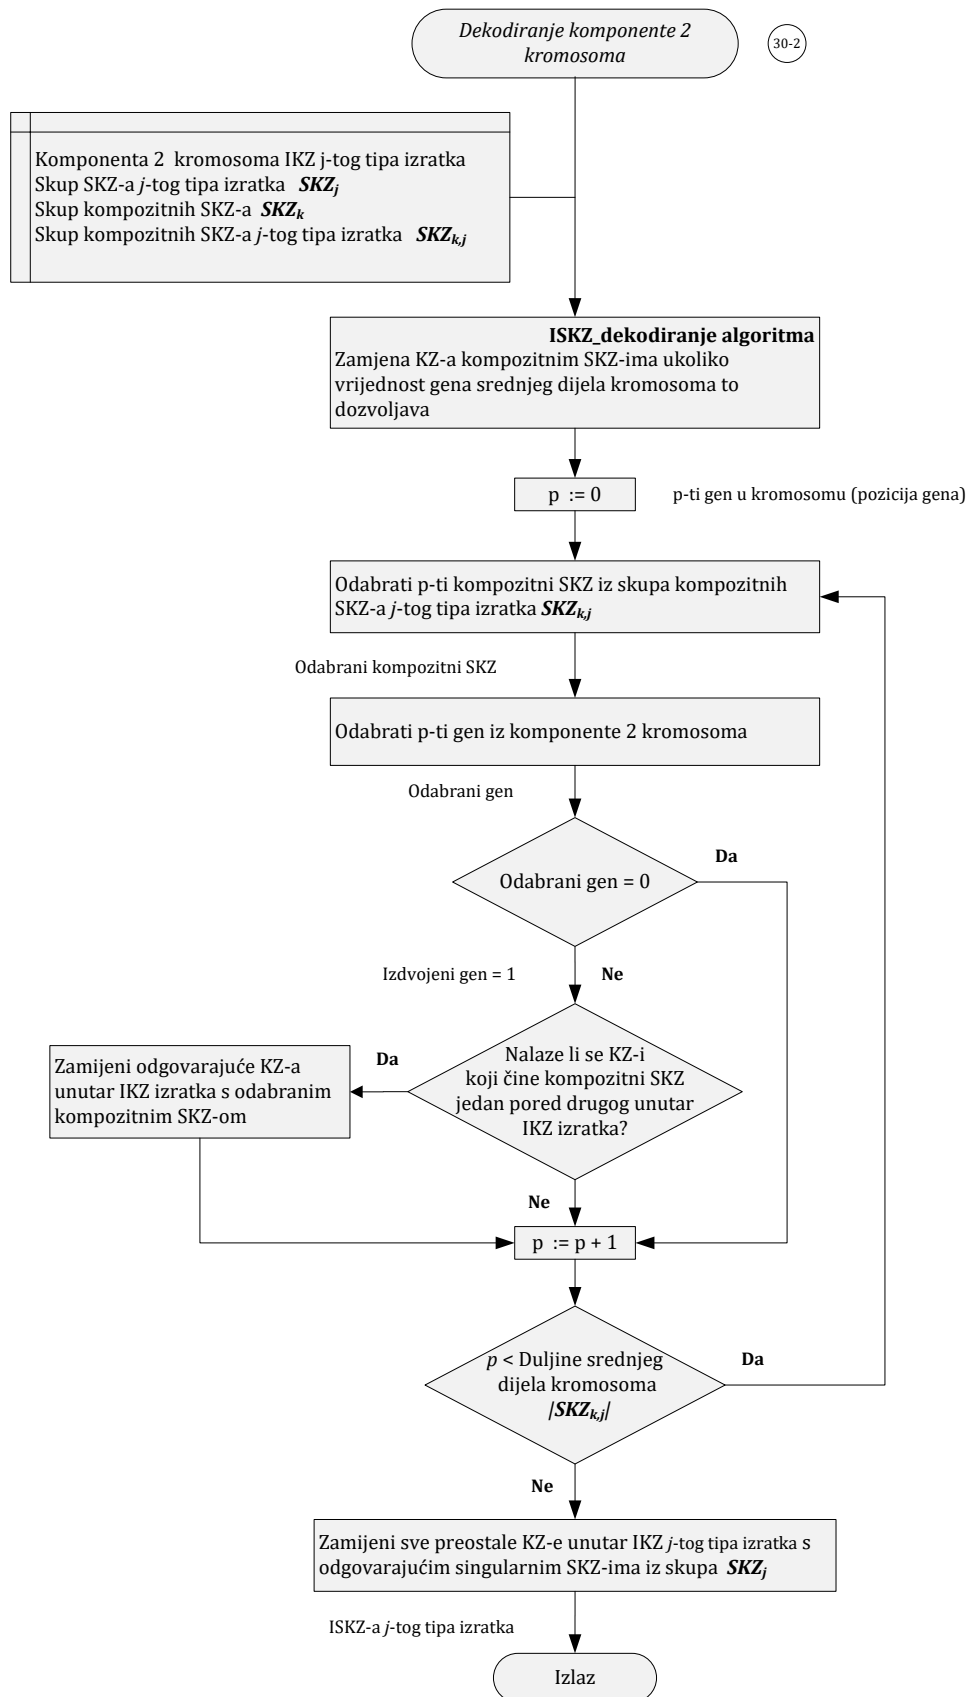 Dekodiranje komponente 2
kromosoma
30-2
Komponenta 2 kromosoma IKZ j-tog tipa izratka
Skup SKZ-a j-tog tipa izratka SKZj
Skup kompozitnih SKZ-a SKZk
Skup kompozitnih SKZ-a j-tog tipa izratka SKZk,j
ISKZ_dekodiranje algoritma
Zamjena KZ-a kompozitnim SKZ-ima ukoliko
vrijednost gena srednjeg dijela kromosoma to
dozvoljava
p := 0
p-ti gen u kromosomu (pozicija gena)
Odabrati p-ti kompozitni SKZ iz skupa kompozitnih
SKZ-a j-tog tipa izratka SKZk,j
Odabrani kompozitni SKZ
Odabrati p-ti gen iz komponente 2 kromosoma
Odabrani gen
Da
Odabrani gen = 0
Izdvojeni gen = 1
Ne
Nalaze li se KZ-i
koji čine kompozitni SKZ
jedan pored drugog unutar
IKZ izratka?
Da
Zamijeni odgovarajuće KZ-a
unutar IKZ izratka s odabranim
kompozitnim SKZ-om
Ne
p := p + 1
p < Duljine srednjeg
dijela kromosoma
|SKZk,j|
Da
Ne
Zamijeni sve preostale KZ-e unutar IKZ j-tog tipa izratka s
odgovarajućim singularnim SKZ-ima iz skupa SKZj
ISKZ-a j-tog tipa izratka
Izlaz